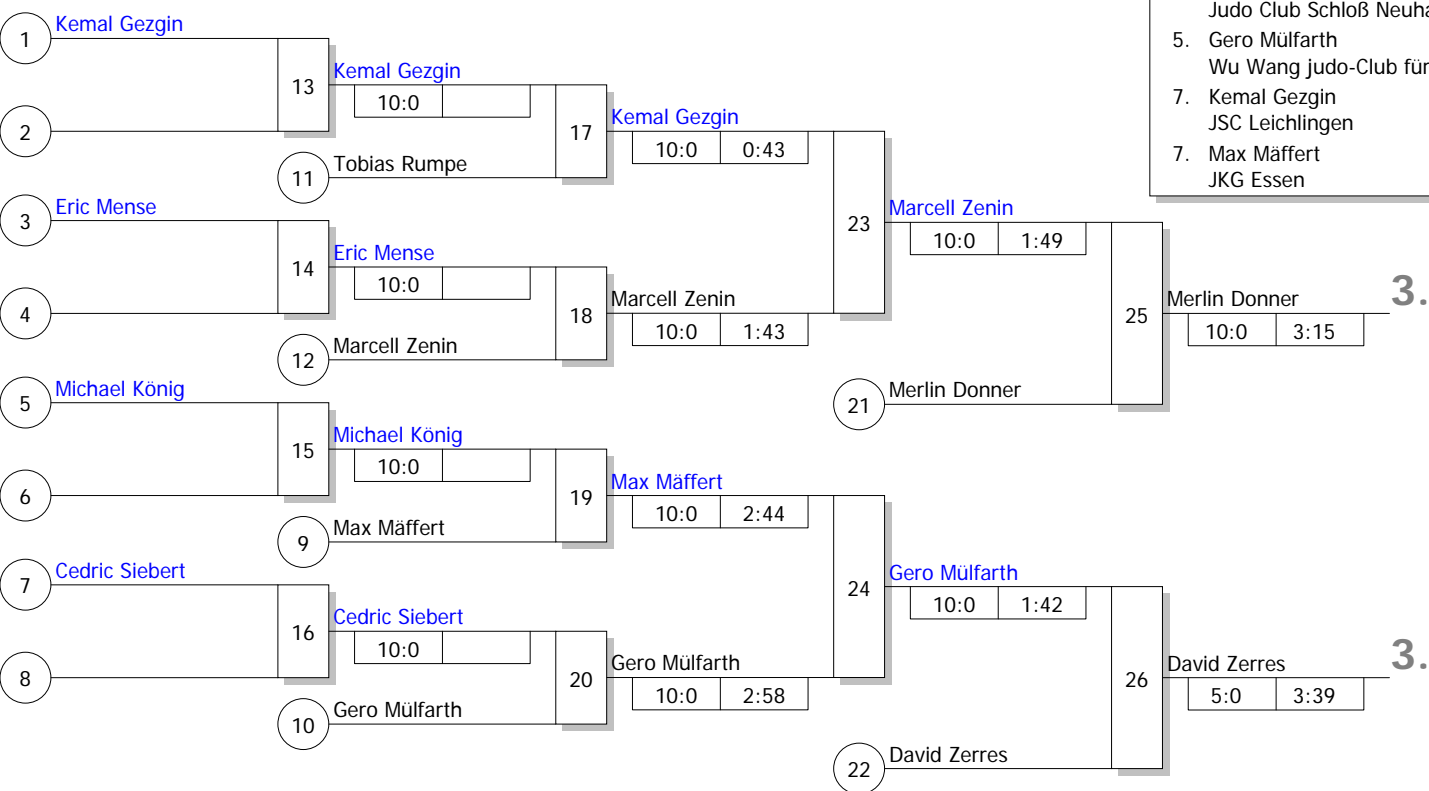 Judo Club Schloß
5. Gero Mülfarth
Wu Wang judo-Club für
7. Kemal Gezgin
JSC Leichlingen
7. Max Mäffert
JKG Essen
1 Kemal Gezgin
13 Kemal Gezgin
10:0
2
17 Kemal Gezgin
10:0 0:43
11 Tobias Rumpe
3 Eric Mense
23 Marcell Zenin
10:0 1:49
14 Eric Mense
10:0
4
18 Marcell Zenin
10:0 1:43
12 Marcell Zenin
25 Merlin Donner 3.
10:0 3:15
5 Michael König
21 Merlin Donner
15 Michael König
10:0
6
19 Max Mäffert
10:0 2:44
9 Max Mäffert
7 Cedric Siebert
24 Gero Mülfarth
10:0 1:42
16 Cedric Siebert
10:0
8
20 Gero Mülfarth
10:0 2:58
10 Gero Mülfarth
26 David Zerres 3.
5:0 3:39
22 David Zerres